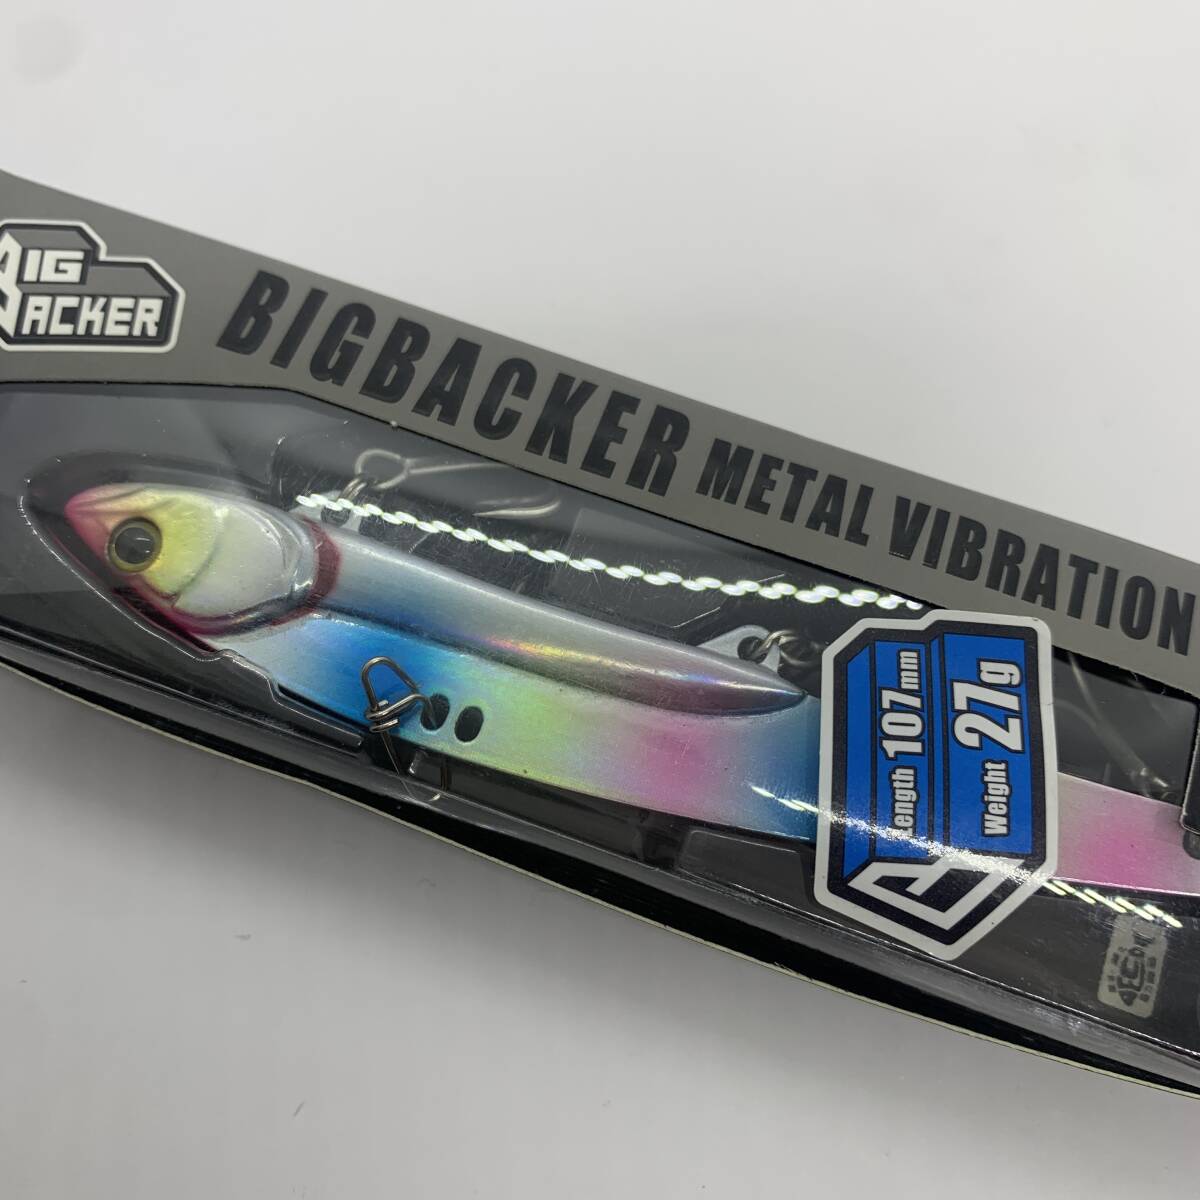 BIG
BACKER
BIGBACKER METAL VIBRATION
Length 107mm
Weight 27g